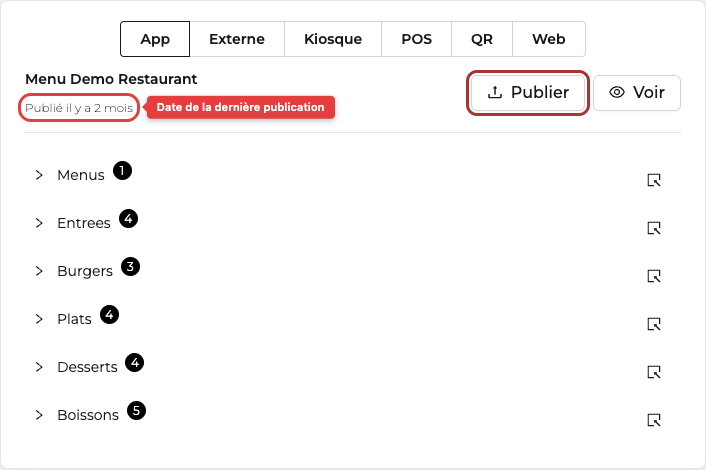 App Externe Kiosque POS QR Web
Menu Demo Restaurant
Publié il y a 2 mois Date de la dernière publication Publier Voir
Menus 1
Entrees 4
Burgers 3
Plats 4
Desserts 4
Boissons 5